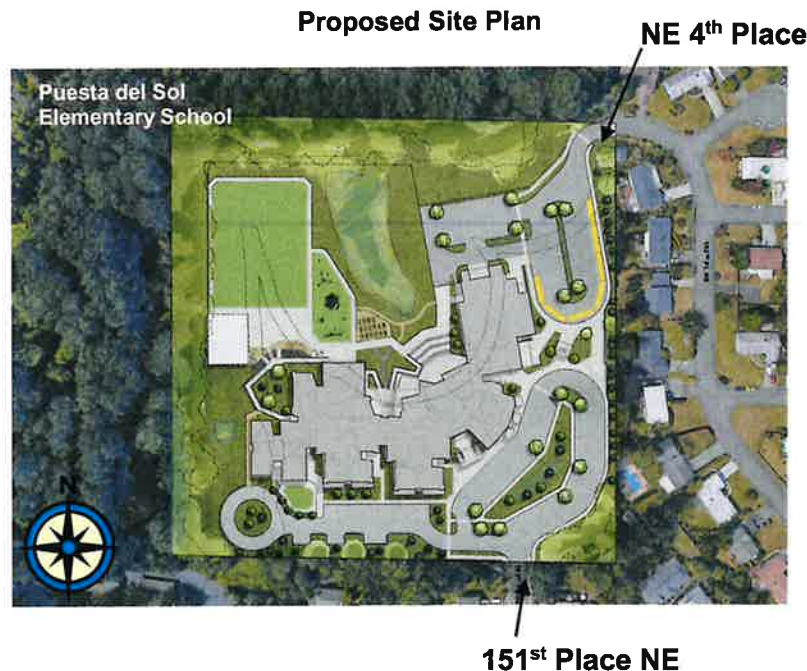 Proposed Site Plan
NE 4th Place
Puesta del Sol
Elementary School
N
151st Place NE